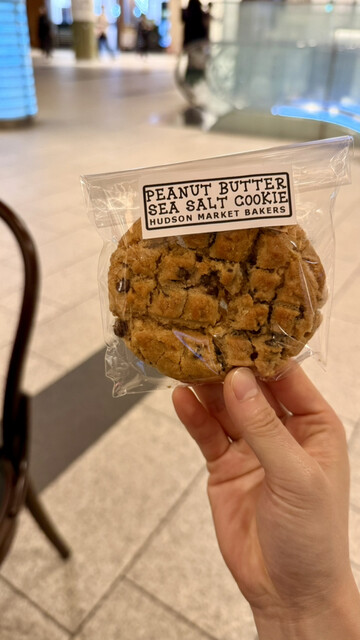 PEANUT BUTTER
SEA SALT COOKIE
HUDSON MARKET BAKERS